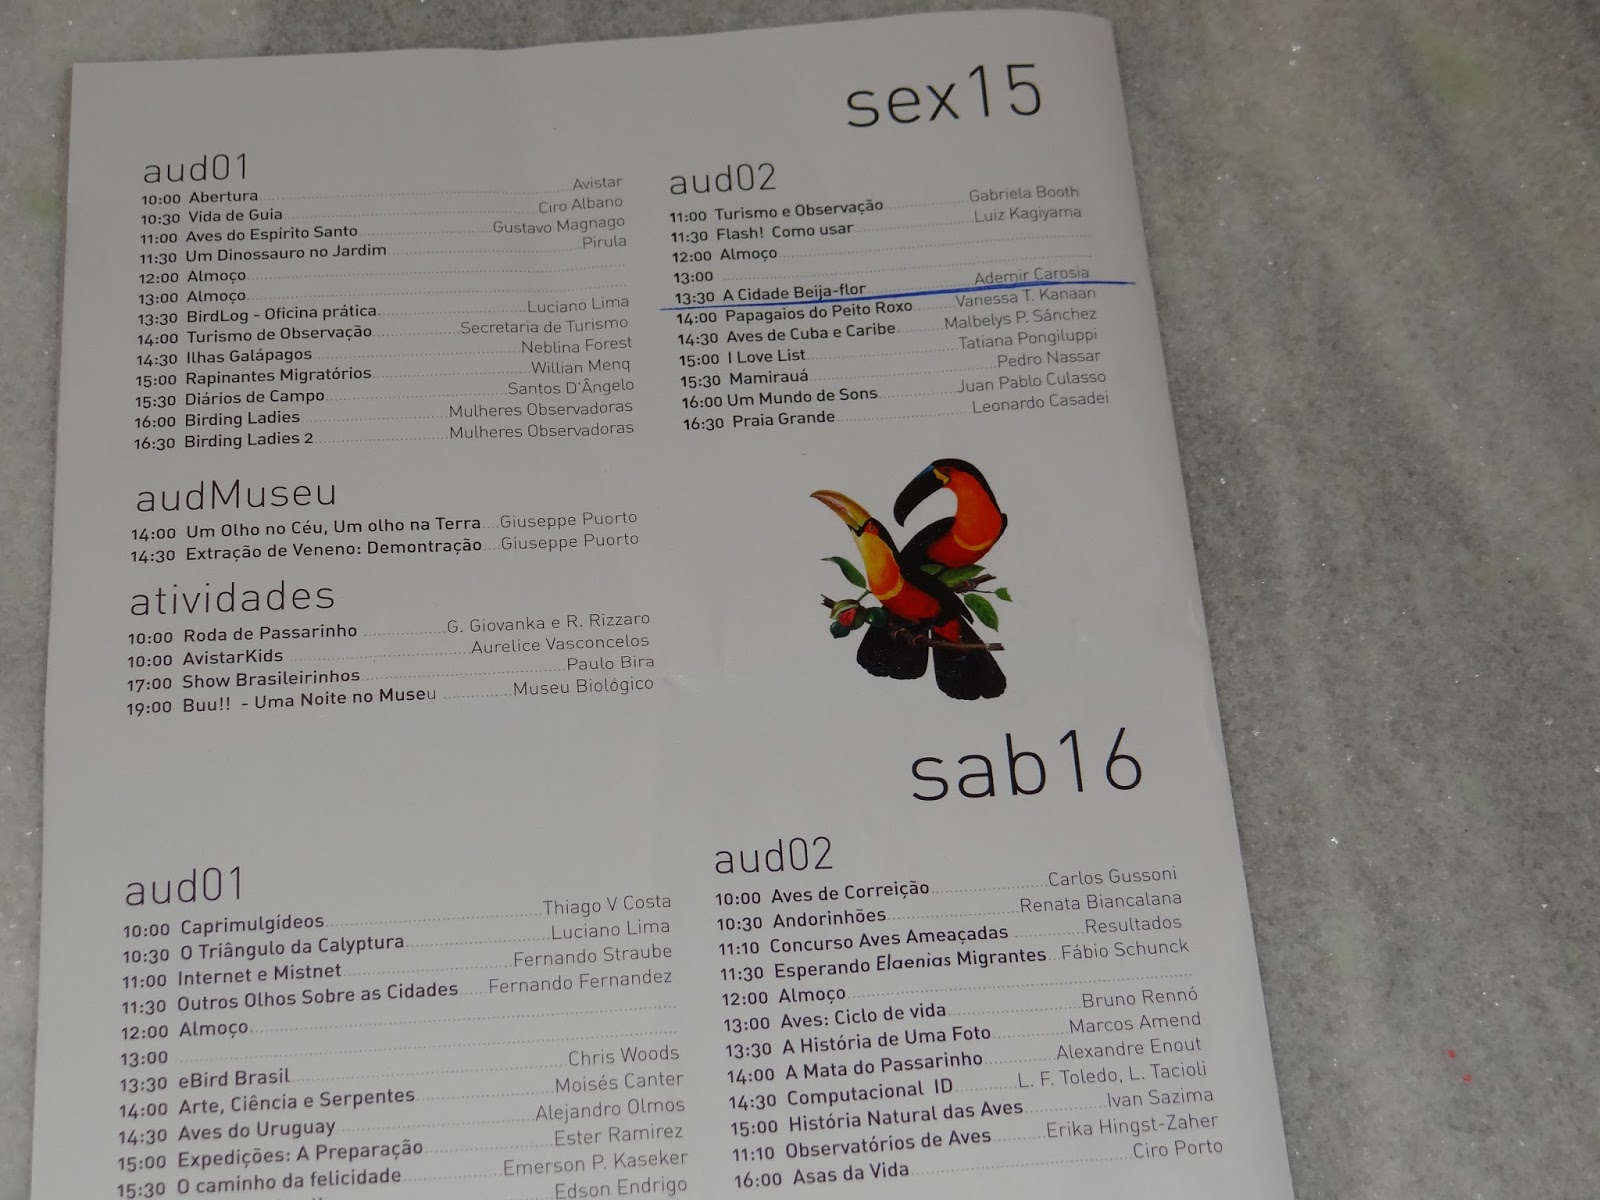 sex15
aud01
10:00 Abertura Avistar
10:30 Vida de Guia Ciro Albano
11:00 Aves do Espírito Santo Gustavo Magnago
11:30 Um Dinossauro no Jardim Pirula
12:00 Almoço
13:00 Almoço
13:30 BirdLog - Oficina prática Luciano Lima
14:00 Turismo de Observação Secretaria de Turismo
14:30 Ilhas Galápagos Neblina Forest
15:00 Rapinantes Migratórios Willian Menq
15:30 Diários de Campo Santos D'Ângelo
16:00 Birding Ladies Mulheres Observadoras
16:30 Birding Ladies 2 Mulheres Observadoras
aud02
11:00 Turismo e Observação Gabriela Booth
11:30 Flash! Como usar Luiz Kagiyama
12:00 Almoço
13:00
13:30 A Cidade Beija-flor Ademir Carosia
14:00 Papagaios do Peito Roxo Vanessa T. Kanaan
14:30 Aves de Cuba e Caribe Malbelys P. Sánchez
15:00 I Love List Tatiana Pongiluppi
15:30 Mamirauá Pedro Nassar
16:00 Um Mundo de Sons Juan Pablo Culasso
16:30 Praia Grande Leonardo Casadei
audMuseu
14:00 Um Olho no Céu, Um olho na Terra Giuseppe Puorto
14:30 Extração de Veneno: Demontração Giuseppe Puorto
atividades
10:00 Roda de Passarinho G. Giovanka e R. Rizzaro
10:00 AvistarKids Aurelice Vasconcelos
17:00 Show Brasileirinhos Paulo Bira
19:00 Buu!! - Uma Noite no Museu Museu Biológico
sab16
aud01
10:00 Caprimulgídeos Thiago V Costa
10:30 O Triângulo da Calyptura Luciano Lima
11:00 Internet e Mistnet Fernando Straube
11:30 Outros Olhos Sobre as Cidades Fernando Fernandez
12:00 Almoço
13:00
13:30 eBird Brasil Chris Woods
14:00 Arte, Ciência e Serpentes Moisés Canter
14:30 Aves do Uruguay Alejandro Olmos
15:00 Expedições: A Preparação Ester Ramirez
15:30 O caminho da felicidade Emerson P. Kaseker
Edson Endrigo
aud02
10:00 Aves de Correição Carlos Gussoni
10:30 Andorinhões Renata Biancalana
11:10 Concurso Aves Ameaçadas Resultados
11:30 Esperando Elaenias Migrantes Fábio Schunck
12:00 Almoço
13:00 Aves: Ciclo de vida Bruno Rennó
13:30 A História de Uma Foto Marcos Amend
14:00 A Mata do Passarinho Alexandre Enout
14:30 Computacional ID L. F. Toledo, L. Tacioli
15:00 História Natural das Aves Ivan Sazima
11:10 Observatórios de Aves Erika Hingst-Zaher
16:00 Asas da Vida Ciro Porto